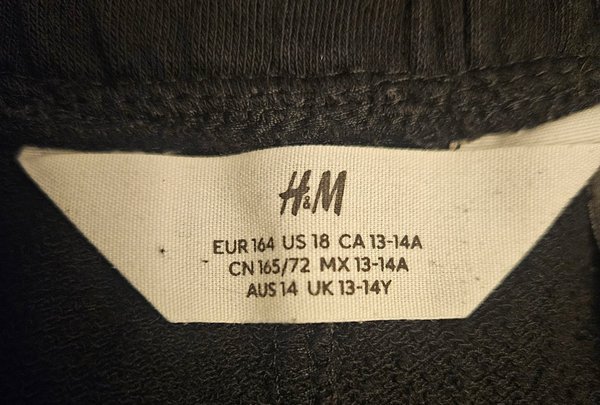 H&M
EUR 164 US 18 CA 13-14A
CN 165/72 MX 13-14A
AUS 14 UK 13-14Y